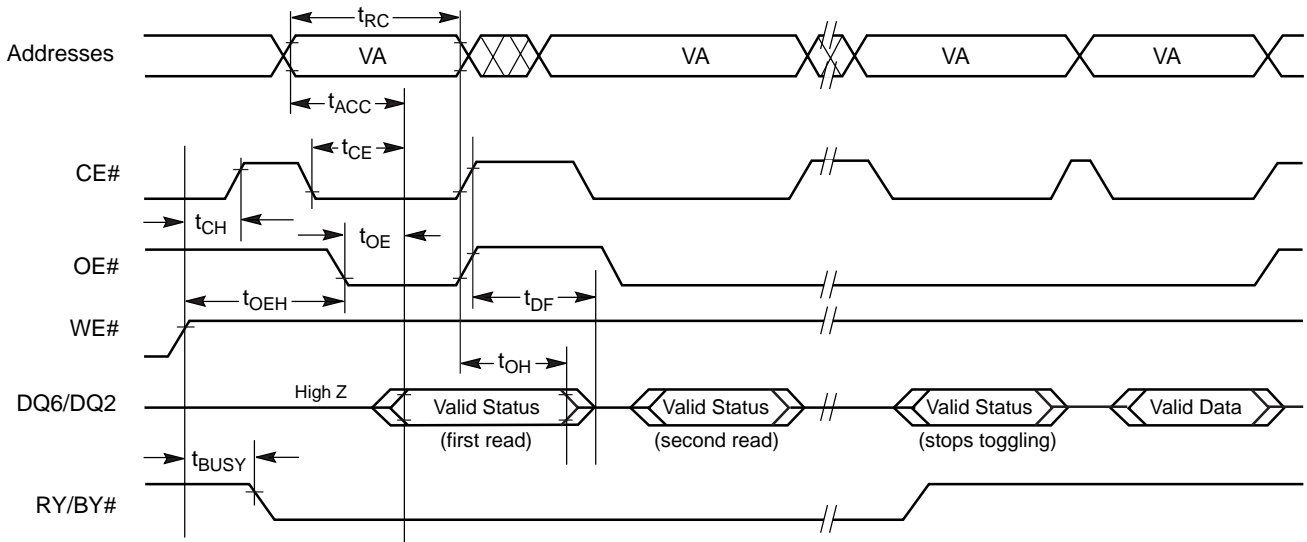 tRC
Addresses VA VA VA VA
tACC
tCE
CE#
tCH tOE
OE#
tOEH tDF
WE#
tOH
High Z
DQ6/DQ2 Valid Status Valid Status Valid Status Valid Data
(first read) (second read) (stops toggling)
tBUSY
RY/BY#